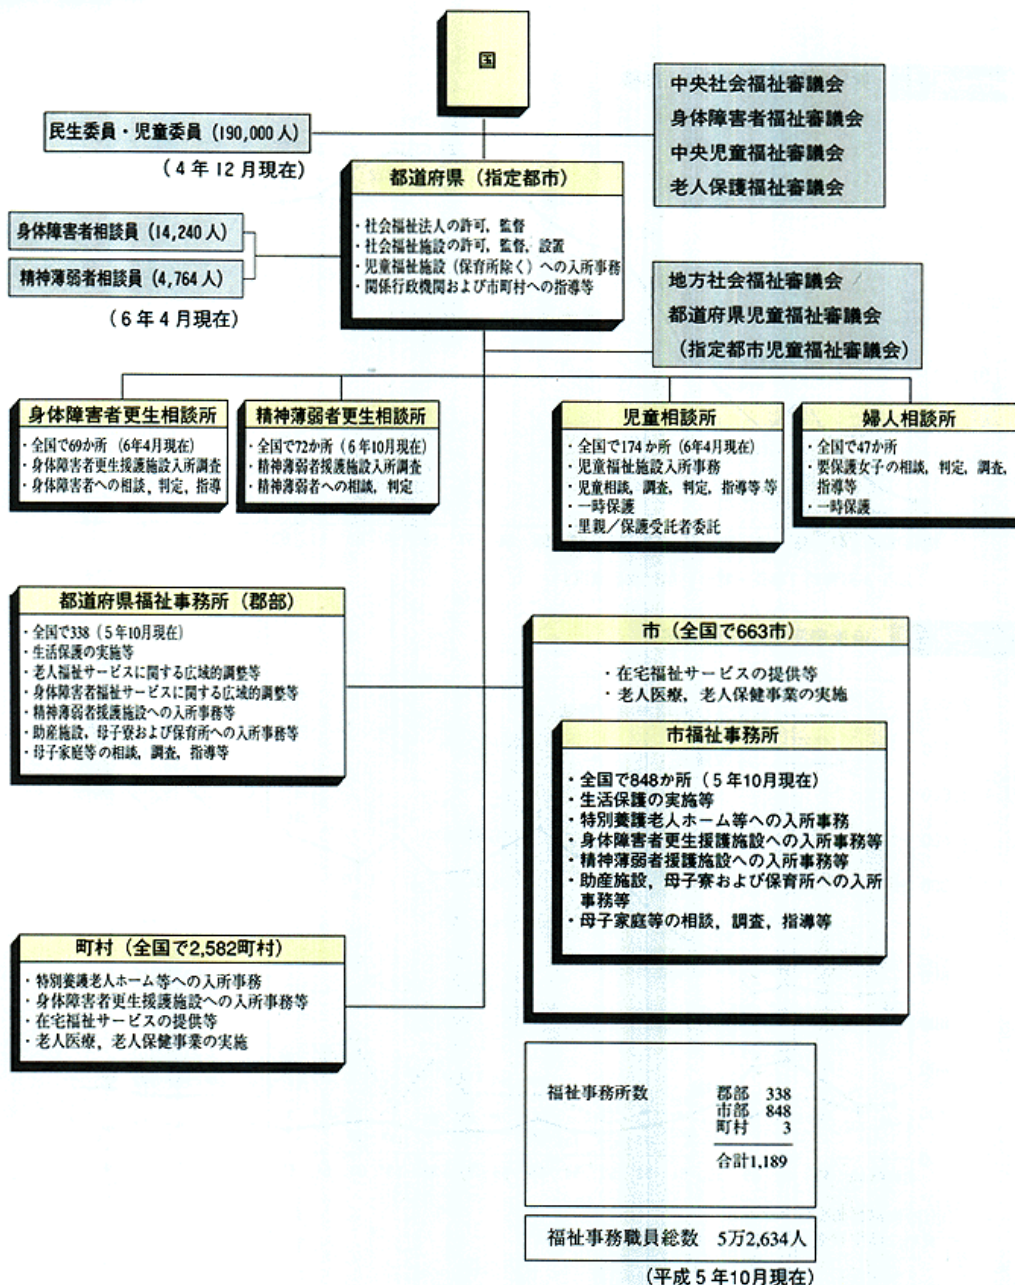 国
中央社会福祉審議会
身体障害者福祉審議会
中央児童福祉審議会
老人保護福祉審議会
民生委員・児童委員 (190,000人)
(4年12月現在)
都道府県 (指定都市)
・社会福祉法人の許可,監督
・社会福祉施設の許可,監督,設置
・児童福祉施設 (保育所除く) への入所事務
・関係行政機関および市町村への指導等
身体障害者相談員 (14,240人)
精神薄弱者相談員 (4,764人)
(6年4月現在)
地方社会福祉審議会
都道府県児童福祉審議会
(指定都市児童福祉審議会)
身体障害者更生相談所
・全国で69か所 (6年4月現在)
・身体障害者更生援護施設入所調査
・身体障害者への相談,判定,指導
精神薄弱者更生相談所
・全国で72か所 (6年10月現在)
・精神薄弱者援護施設入所調査
・精神薄弱者への相談,判定
児童相談所
・全国で174か所 (6年4月現在)
・児童福祉施設入所事務
・児童相談,調査,判定,指導等 等
・一時保護
・里親/保護受託者委託
婦人相談所
・全国で47か所
・要保護女子の相談,判定,調査,
指導等
・一時保護
都道府県福祉事務所 (郡部)
・全国で338 (5年10月現在)
・生活保護の実施等
・老人福祉サービスに関する広域的調整等
・身体障害者福祉サービスに関する広域的調整等
・精神薄弱者援護施設への入所事務等
・助産施設,母子寮および保育所への入所事務等
・母子家庭等の相談,調査,指導等
市 (全国で663市)
・在宅福祉サービスの提供等
・老人医療,老人保健事業の実施
市福祉事務所
・全国で848か所 (5年10月現在)
・生活保護の実施等
・特別養護老人ホーム等への入所事務
・身体障害者更生援護施設への入所事務等
・精神薄弱者援護施設への入所事務等
・助産施設,母子寮および保育所への入所
事務等
・母子家庭等の相談,調査,指導等
町村 (全国で2,582町村)
・特別養護老人ホーム等への入所事務
・身体障害者更生援護施設への入所事務等
・在宅福祉サービスの提供等
・老人医療,老人保健事業の実施
福祉事務所数 郡部 338
市部 848
町村 3
合計1,189
福祉事務職員総数 5万2,634人
(平成5年10月現在)